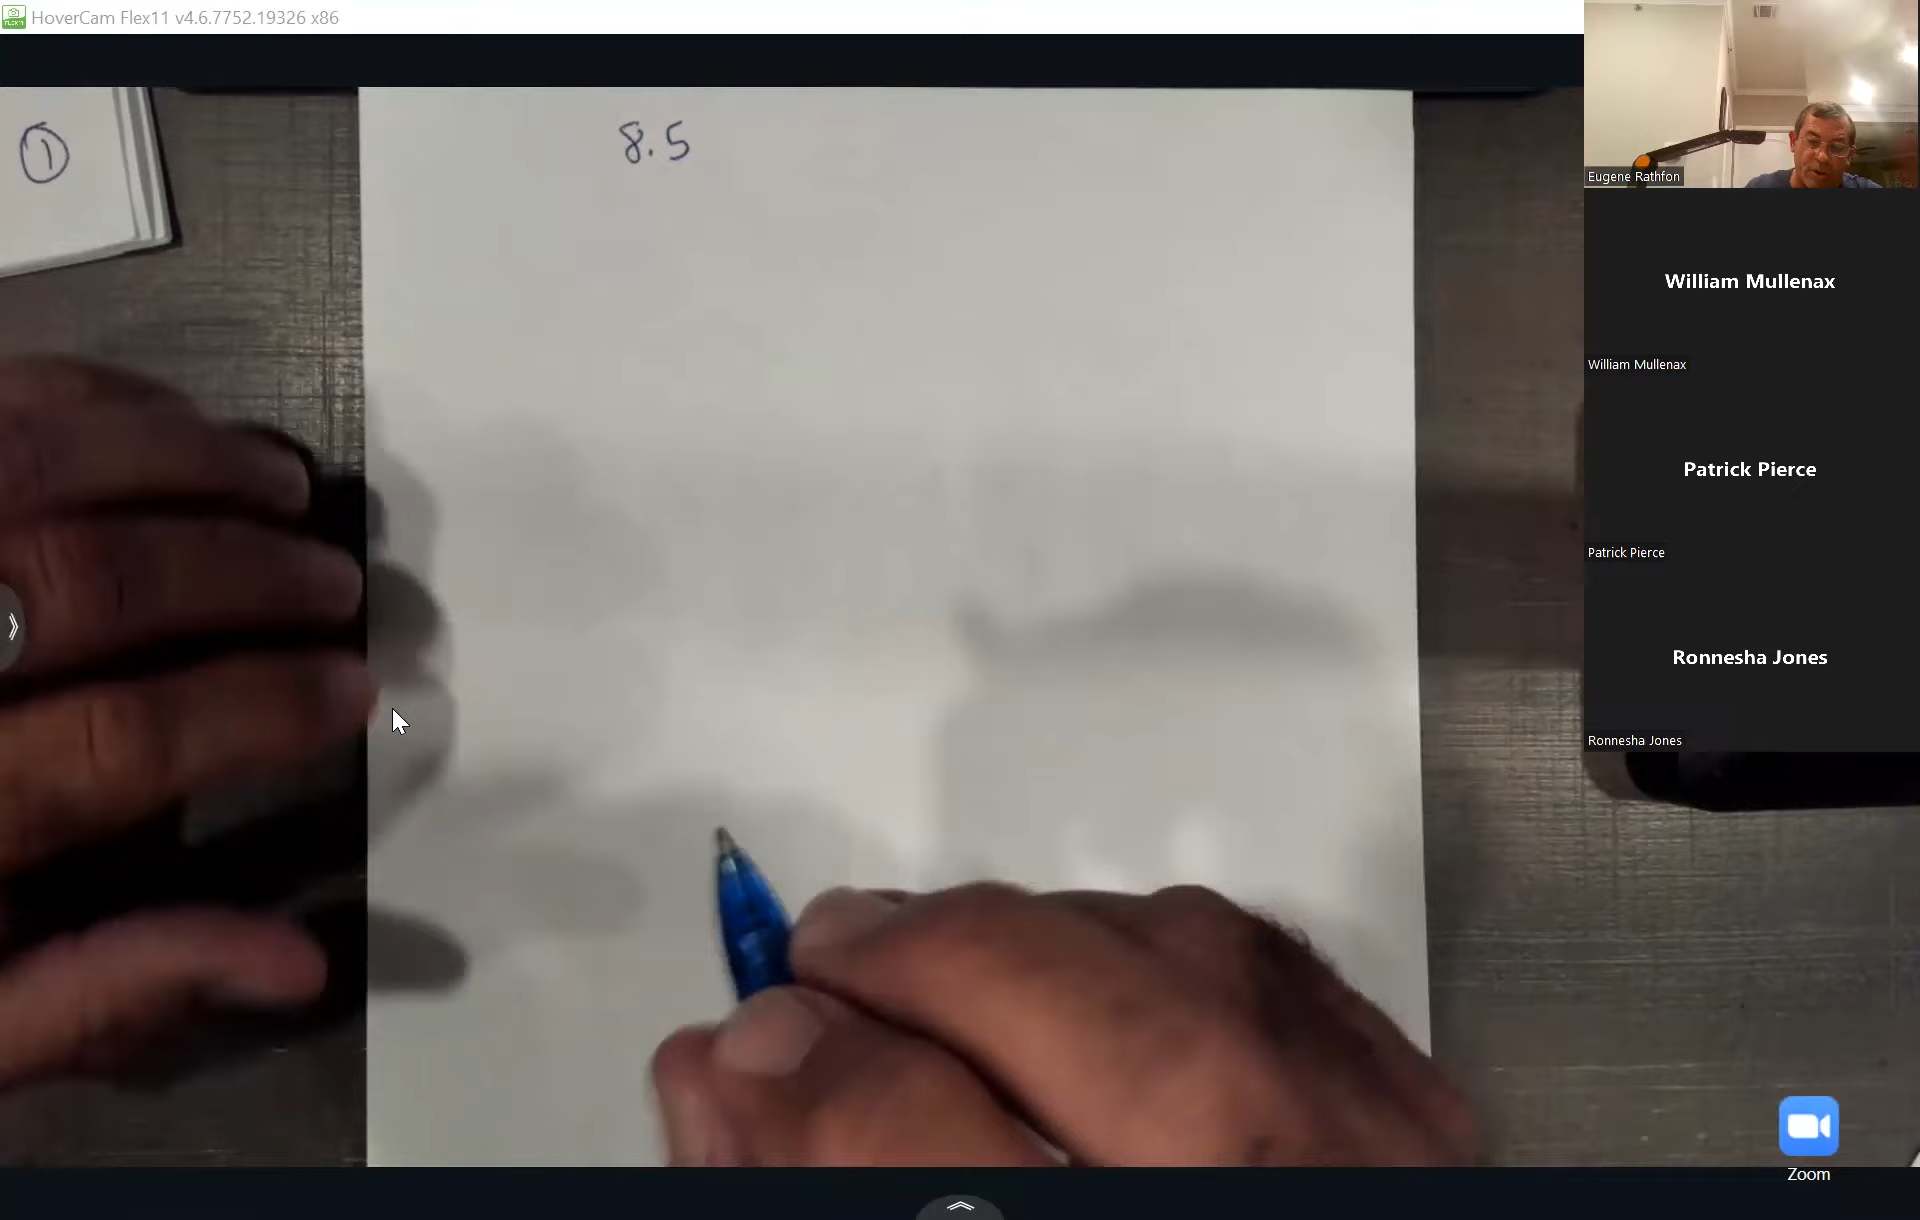 HoverCam Flex11 v4.6.7752.19326 x86
①
8.5
Eugene Rathfon
William Mullenax
William Mullenax
Patrick Pierce
Patrick Pierce
Ronnesha Jones
Ronnesha Jones
Zoom